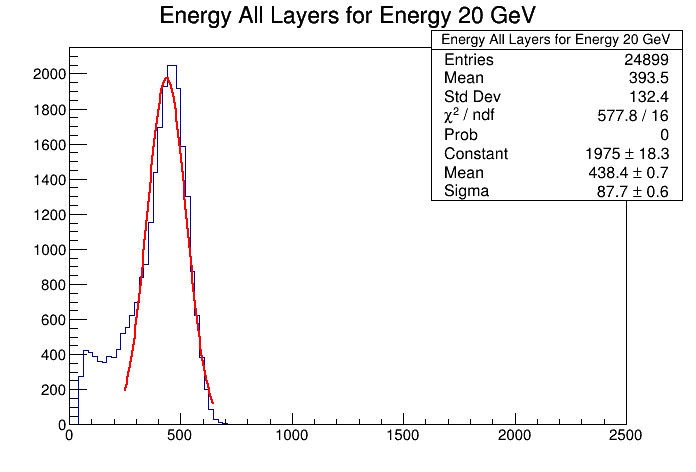 Energy All Layers for Energy 20 GeV
Energy All Layers for Energy 20 GeV
Entries 24899
Mean 393.5
Std Dev 132.4
χ² / ndf 577.8 / 16
Prob 0
Constant 1975 ± 18.3
Mean 438.4 ± 0.7
Sigma 87.7 ± 0.6
2000
1800
1600
1400
1200
1000
800
600
400
200
0
0 500 1000 1500 2000 2500